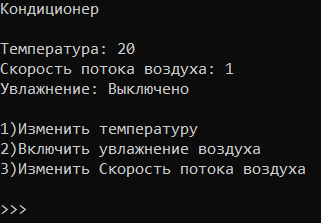 Кондиционер
Температура: 20
Скорость потока воздуха: 1
Увлажнение: Выключено
1)Изменить температуру
2)Включить увлажнение воздуха
3)Изменить Скорость потока воздуха
>>>